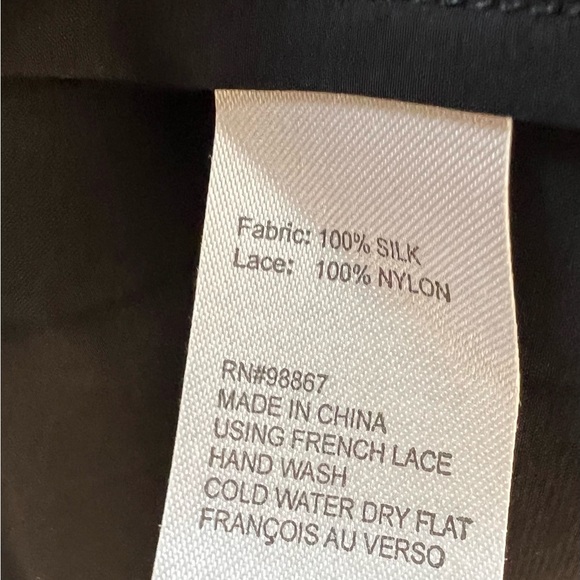 Fabric: 100% SILK
Lace: 100% NYLON
RN#98867
MADE IN CHINA
USING FRENCH LACE
HAND WASH
COLD WATER DRY FLAT
FRANÇOIS AU VERSO